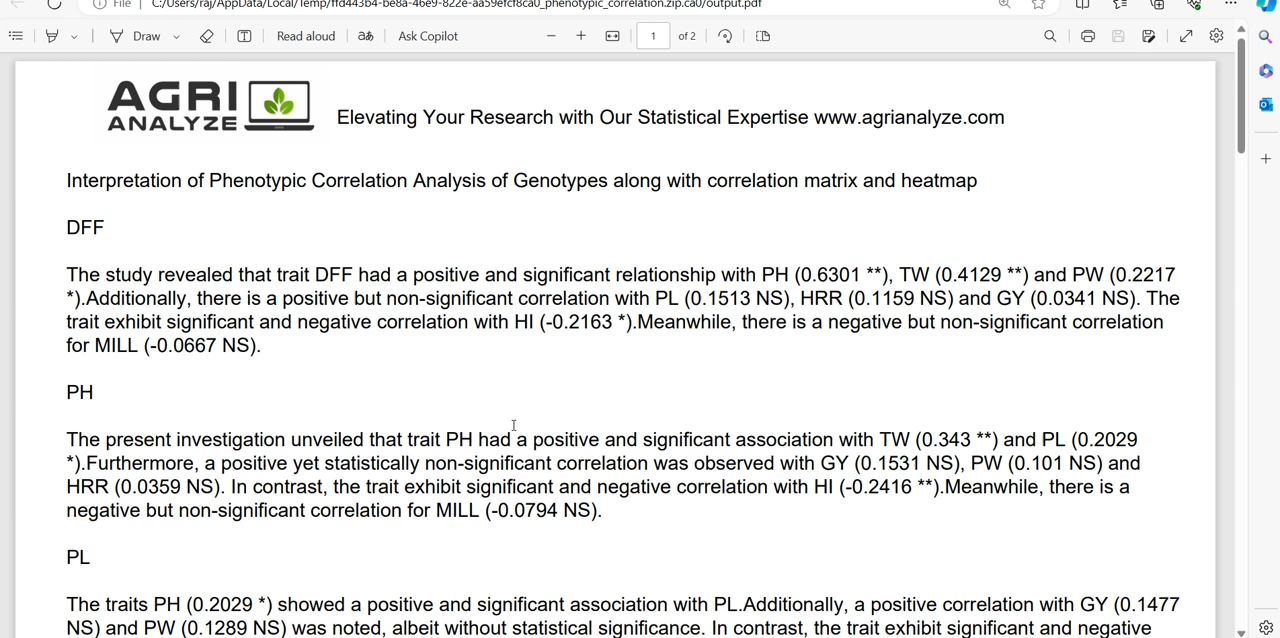 File C:/Users/raj/AppData/Local/Temp/ffd443b4-be8a-46e9-822e-aa59efcf8ca0_phenotypic_correlation.zip.ca0/output.pdf
Draw Read aloud aあ Ask Copilot 1 of 2
AGRI
ANALYZE
Elevating Your Research with Our Statistical Expertise www.agrianalyze.com
Interpretation of Phenotypic Correlation Analysis of Genotypes along with correlation matrix and heatmap
DFF
The study revealed that trait DFF had a positive and significant relationship with PH (0.6301 **), TW (0.4129 **) and PW (0.2217
*).Additionally, there is a positive but non-significant correlation with PL (0.1513 NS), HRR (0.1159 NS) and GY (0.0341 NS). The
trait exhibit significant and negative correlation with HI (-0.2163 *).Meanwhile, there is a negative but non-significant correlation
for MILL (-0.0667 NS).
PH
The present investigation unveiled that trait PH had a positive and significant association with TW (0.343 **) and PL (0.2029
*).Furthermore, a positive yet statistically non-significant correlation was observed with GY (0.1531 NS), PW (0.101 NS) and
HRR (0.0359 NS). In contrast, the trait exhibit significant and negative correlation with HI (-0.2416 **).Meanwhile, there is a
negative but non-significant correlation for MILL (-0.0794 NS).
PL
The traits PH (0.2029 *) showed a positive and significant association with PL.Additionally, a positive correlation with GY (0.1477
NS) and PW (0.1289 NS) was noted, albeit without statistical significance. In contrast, the trait exhibit significant and negative